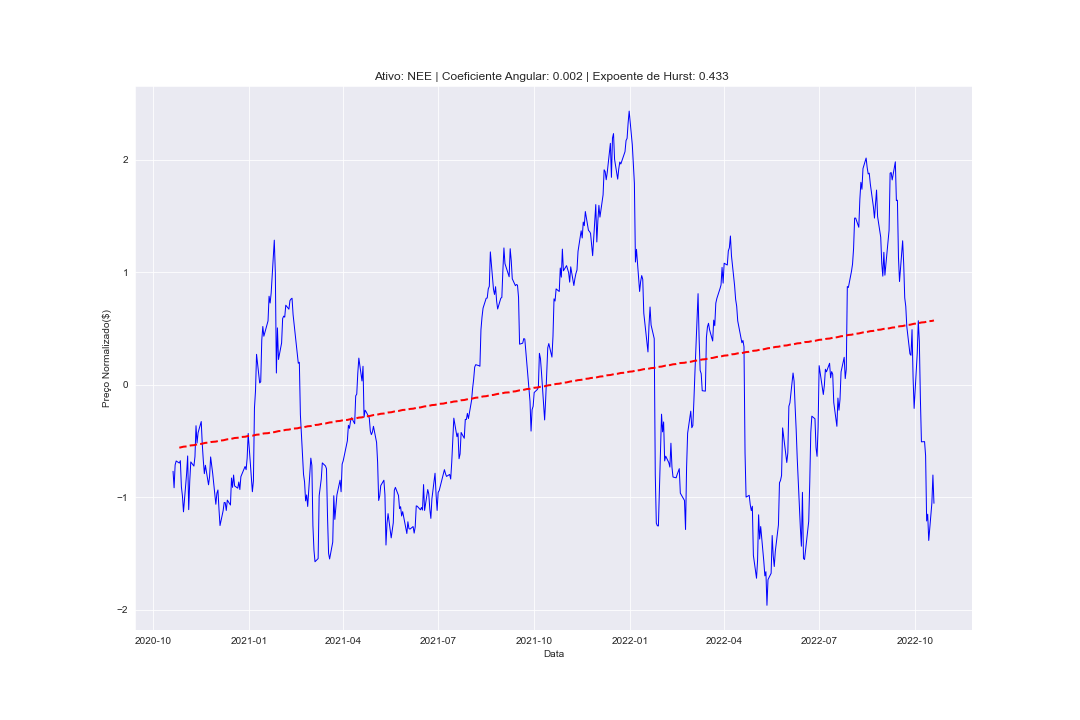 Ativo: NEE | Coeficiente Angular: 0.002 | Expoente de Hurst: 0.433
Preço Normalizado($)
2
1
0
−1
−2
2020-10 2021-01 2021-04 2021-07 2021-10 2022-01 2022-04 2022-07 2022-10
Data